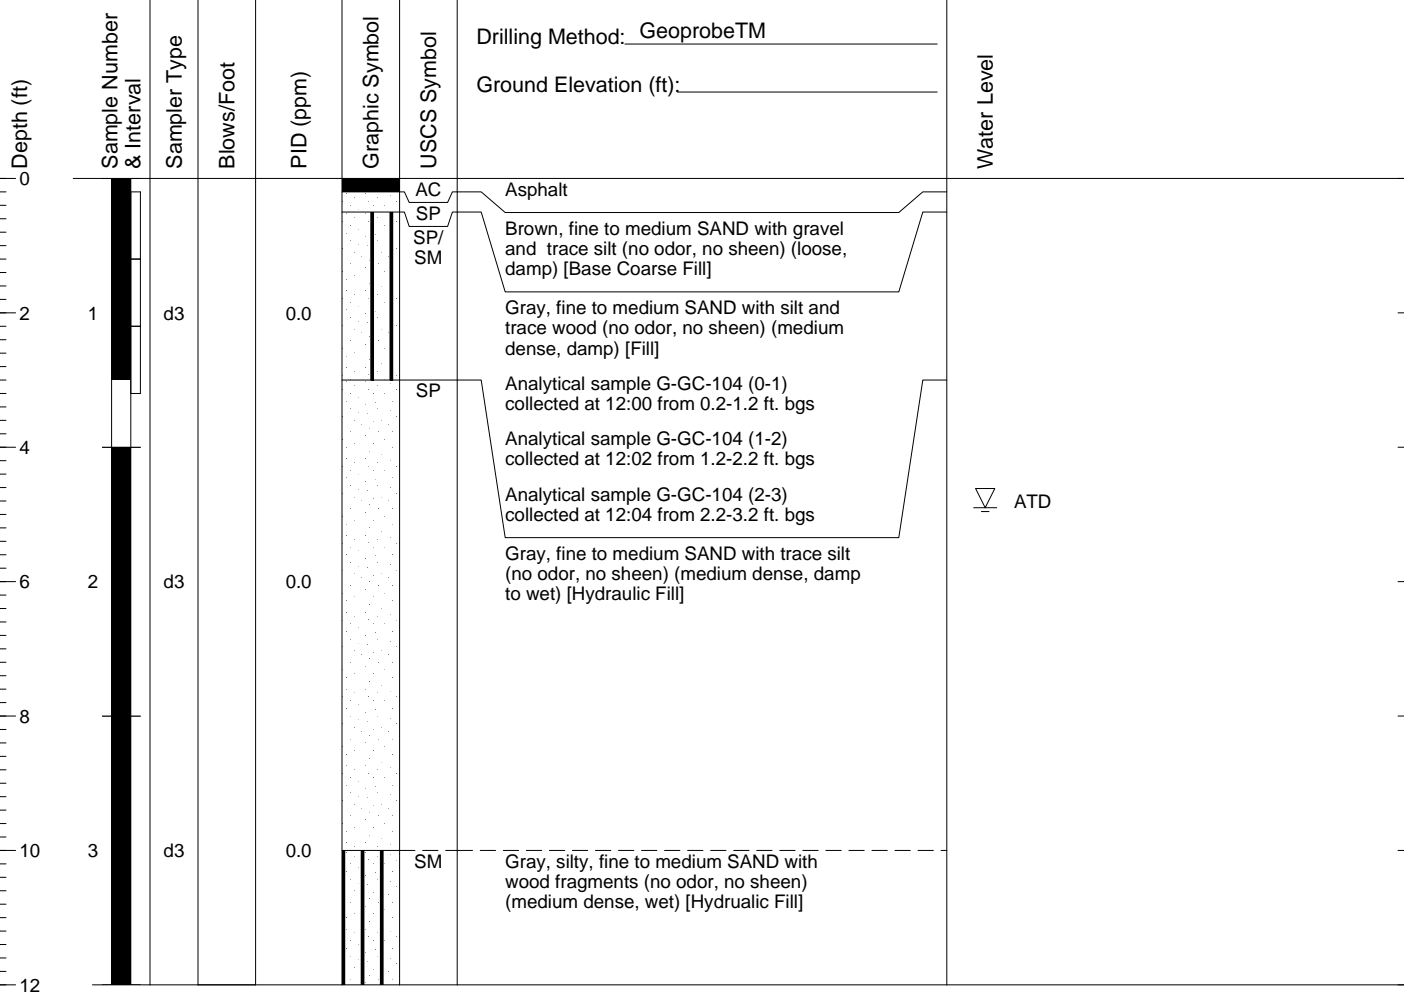 Depth (ft)
Sample Number
& Interval
Sampler Type
Blows/Foot
PID (ppm)
Graphic Symbol
USCS Symbol
Drilling Method: GeoprobeTM
Ground Elevation (ft):
Water Level
0
AC
Asphalt
SP
SP/
SM
Brown, fine to medium SAND with gravel
and trace silt (no odor, no sheen) (loose,
damp) [Base Coarse Fill]
2
1
d3
0.0
Gray, fine to medium SAND with silt and
trace wood (no odor, no sheen) (medium
dense, damp) [Fill]
SP
Analytical sample G-GC-104 (0-1)
collected at 12:00 from 0.2-1.2 ft. bgs
4
Analytical sample G-GC-104 (1-2)
collected at 12:02 from 1.2-2.2 ft. bgs
Analytical sample G-GC-104 (2-3)
collected at 12:04 from 2.2-3.2 ft. bgs
ATD
6
2
d3
0.0
Gray, fine to medium SAND with trace silt
(no odor, no sheen) (medium dense, damp
to wet) [Hydraulic Fill]
8
10
3
d3
0.0
SM
Gray, silty, fine to medium SAND with
wood fragments (no odor, no sheen)
(medium dense, wet) [Hydrualic Fill]
12